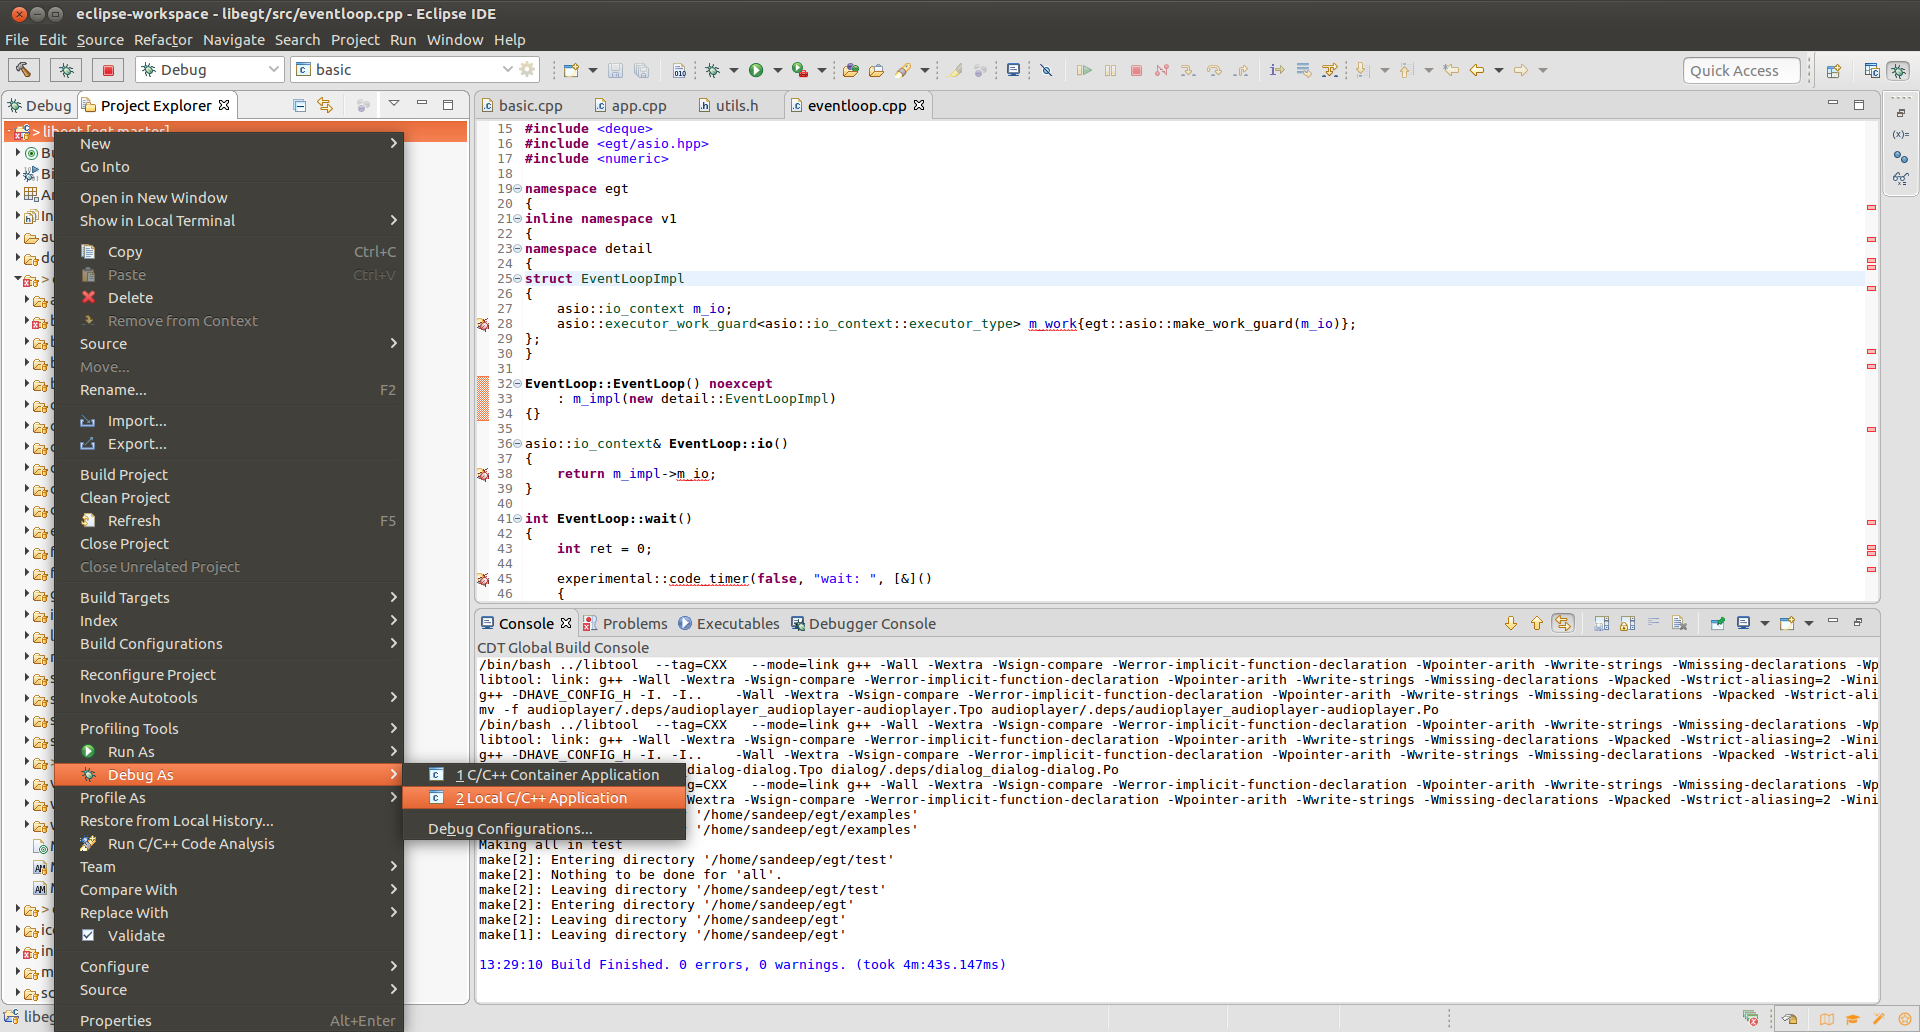 eclipse-workspace - libegt/src/eventloop.cpp - Eclipse IDE
File Edit Source Refactor Navigate Search Project Run Window Help
Debug basic Quick Access
Debug Project Explorer
> libegt [egt master]
basic.cpp app.cpp utils.h eventloop.cpp
New
Go Into
Open in New Window
Show in Local Terminal
Copy Ctrl+C
Paste Ctrl+V
Delete
Remove from Context
Source
Move...
Rename... F2
Import...
Export...
Build Project
Clean Project
Refresh F5
Close Project
Close Unrelated Project
Build Targets
Index
Build Configurations
Reconfigure Project
Invoke Autotools
Profiling Tools
Run As
Debug As
Profile As
Restore from Local History...
Run C/C++ Code Analysis
Team
Compare With
Replace With
Validate
Configure
Source
Properties Alt+Enter
1 C/C++ Container Application
2 Local C/C++ Application
Debug Configurations...
15 #include <deque>
16 #include <egt/asio.hpp>
17 #include <numeric>
18
19 namespace egt
20 {
21 inline namespace v1
22 {
23 namespace detail
24 {
25 struct EventLoopImpl
26 {
27 asio::io_context m_io;
28 asio::executor_work_guard<asio::io_context::executor_type> m_work{egt::asio::make_work_guard(m_io)};
29 };
30 }
31
32 EventLoop::EventLoop() noexcept
33 : m_impl(new detail::EventLoopImpl)
34 {}
35
36 asio::io_context& EventLoop::io()
37 {
38 return m_impl->m_io;
39 }
40
41 int EventLoop::wait()
42 {
43 int ret = 0;
44
45 experimental::code_timer(false, "wait: ", [&]()
46 {
Console Problems Executables Debugger Console
CDT Global Build Console
/bin/bash ../libtool --tag=CXX --mode=link g++ -Wall -Wextra -Wsign-compare -Werror-implicit-function-declaration -Wpointer-arith -Wwrite-strings -Wmissing-declarations -Wp
libtool: link: g++ -Wall -Wextra -Wsign-compare -Werror-implicit-function-declaration -Wpointer-arith -Wwrite-strings -Wmissing-declarations -Wpacked -Wstrict-aliasing=2 -Wini
g++ -DHAVE_CONFIG_H -I. -I.. -Wall -Wextra -Wsign-compare -Werror-implicit-function-declaration -Wpointer-arith -Wwrite-strings -Wmissing-declarations -Wpacked -Wstrict-ali
mv -f audioplayer/.deps/audioplayer_audioplayer-audioplayer.Tpo audioplayer/.deps/audioplayer_audioplayer-audioplayer.Po
/bin/bash ../libtool --tag=CXX --mode=link g++ -Wall -Wextra -Wsign-compare -Werror-implicit-function-declaration -Wpointer-arith -Wwrite-strings -Wmissing-declarations -Wp
libtool: link: g++ -Wall -Wextra -Wsign-compare -Werror-implicit-function-declaration -Wpointer-arith -Wwrite-strings -Wmissing-declarations -Wpacked -Wstrict-aliasing=2 -Wini
g++ -DHAVE_CONFIG_H -I. -I.. -Wall -Wextra -Wsign-compare -Werror-implicit-function-declaration -Wpointer-arith -Wwrite-strings -Wmissing-declarations -Wpacked -Wstrict-ali
dialog-dialog.Tpo dialog/.deps/dialog_dialog-dialog.Po
g=CXX --mode=link g++ -Wall -Wextra -Wsign-compare -Werror-implicit-function-declaration -Wpointer-arith -Wwrite-strings -Wmissing-declarations -Wp
-Wextra -Wsign-compare -Werror-implicit-function-declaration -Wpointer-arith -Wwrite-strings -Wmissing-declarations -Wpacked -Wstrict-aliasing=2 -Wini
'/home/sandeep/egt/examples'
'/home/sandeep/egt/examples'
Making all in test
make[2]: Entering directory '/home/sandeep/egt/test'
make[2]: Nothing to be done for 'all'.
make[2]: Leaving directory '/home/sandeep/egt/test'
make[2]: Entering directory '/home/sandeep/egt'
make[2]: Leaving directory '/home/sandeep/egt'
make[1]: Leaving directory '/home/sandeep/egt'
13:29:10 Build Finished. 0 errors, 0 warnings. (took 4m:43s.147ms)